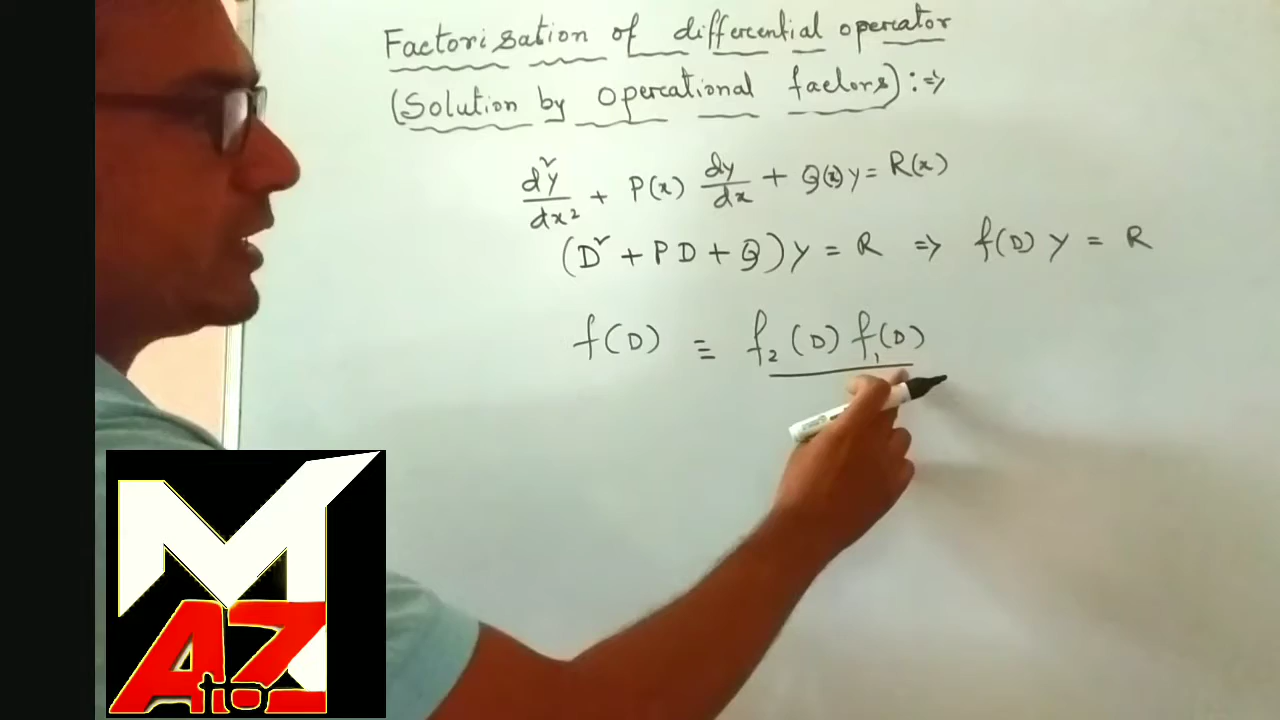 Factorisation of differential operator
(Solution by operational factors) :⇒
d²y/dx² + P(x) dy/dx + Q(x)y = R(x)
(D² + PD + Q)y = R ⇒ f(D) y = R
f(D) ≡ f₂(D) f₁(D)
M
A to Z